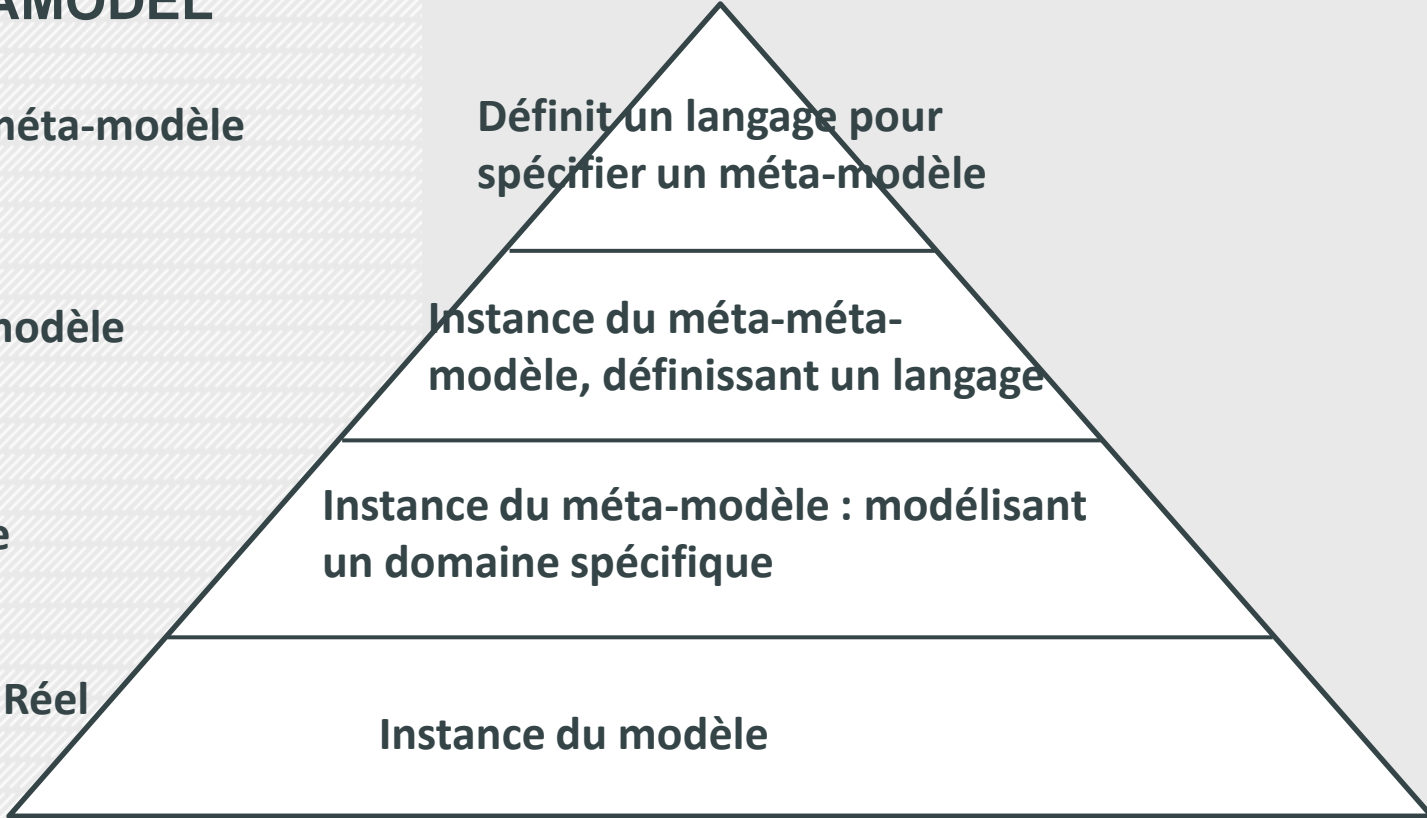 AMODEL
méta-modèle
Définit un langage pour
spécifier un méta-modèle
modèle
Instance du méta-méta-
modèle, définissant un langage
Instance du méta-modèle : modélisant
un domaine spécifique
e
Réel
Instance du modèle